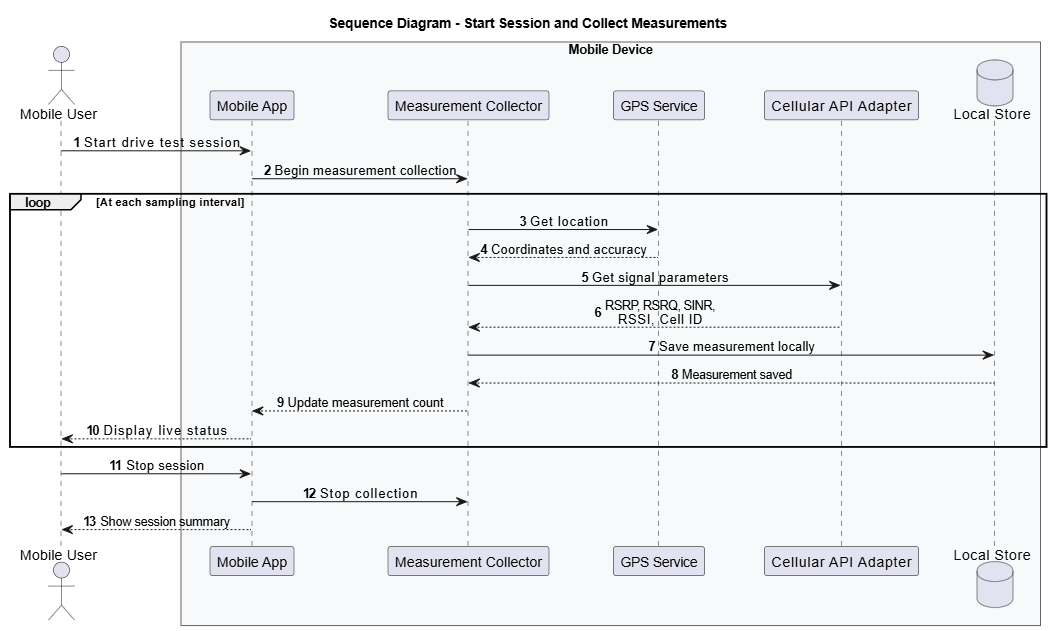 Sequence Diagram - Start Session and Collect Measurements
Mobile Device
Mobile User
Mobile App
Measurement Collector
GPS Service
Cellular API Adapter
Local Store
1 Start drive test session
2 Begin measurement collection
loop [At each sampling interval]
3 Get location
4 Coordinates and accuracy
5 Get signal parameters
6 RSRP, RSRQ, SINR,
RSSI, Cell ID
7 Save measurement locally
8 Measurement saved
9 Update measurement count
10 Display live status
11 Stop session
12 Stop collection
13 Show session summary
Mobile User
Mobile App
Measurement Collector
GPS Service
Cellular API Adapter
Local Store